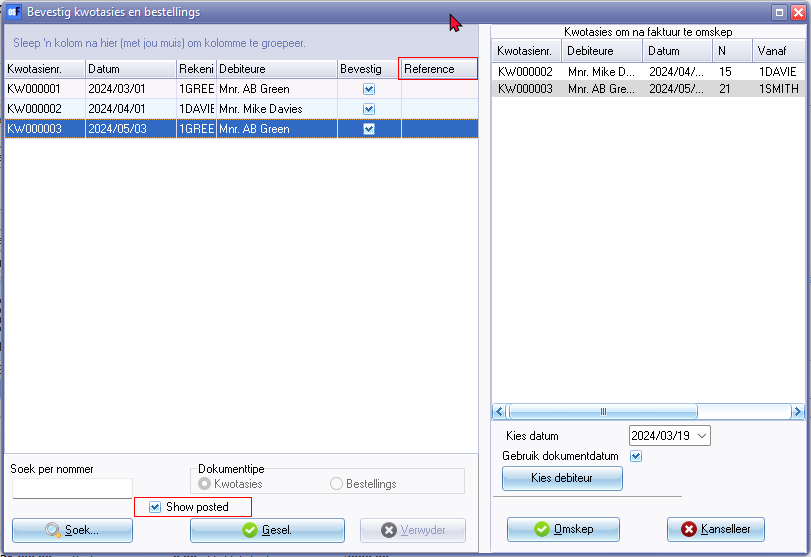 Bevestig kwotasies en bestellings
Sleep 'n kolom na hier (met jou muis) om kolomme te groepeer.
Kwotasienr. Datum Rekeni Debiteure Bevestig Reference
KW000001 2024/03/01 1GREE Mnr. AB Green
KW000002 2024/04/01 1DAVIE Mnr. Mike Davies
KW000003 2024/05/03 1GREE Mnr. AB Green
Soek per nommer
Dokumenttipe
Kwotasies Bestellings
Show posted
Soek... Gesel. Verwyder
Kwotasies om na faktuur te omskep
Kwotasienr. Debiteure Datum N Vanaf
KW000002 Mnr. Mike D... 2024/04/... 15 1DAVIE
KW000003 Mnr. AB Gre... 2024/05/... 21 1SMITH
Kies datum 2024/03/19
Gebruik dokumentdatum
Kies debiteur
Omskep Kanselleer